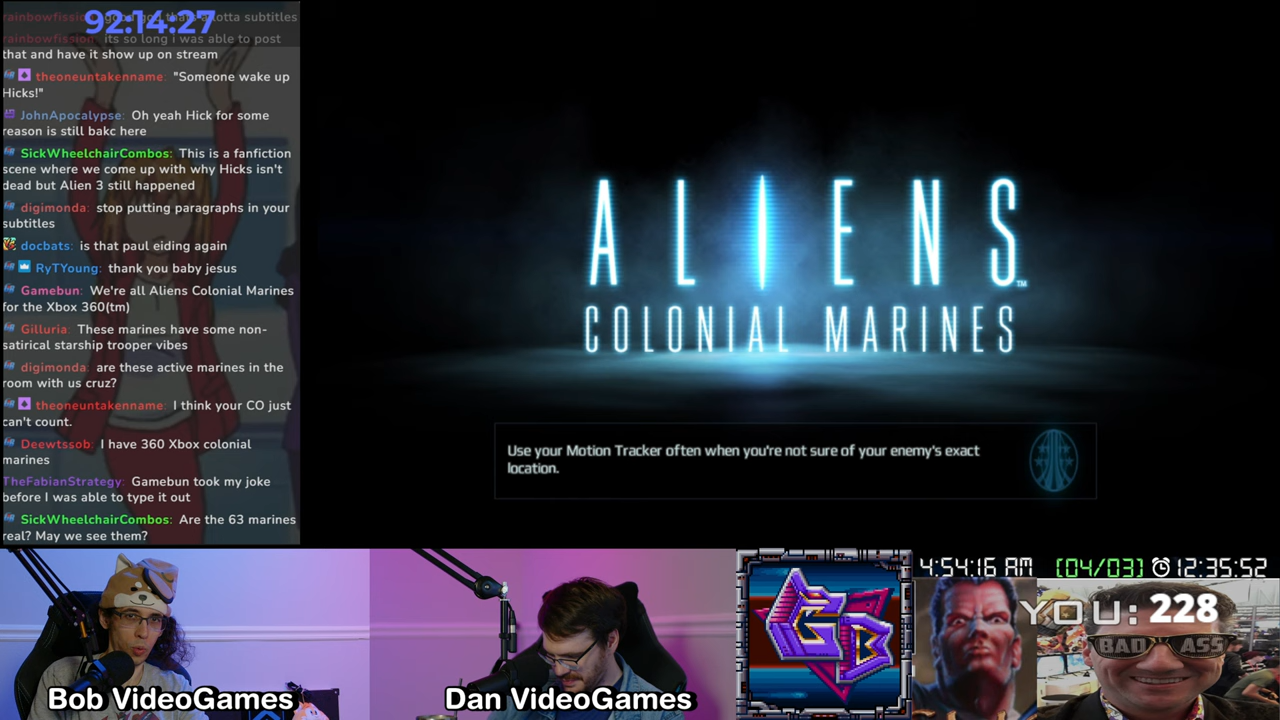 92:14:27
rainbowfission: good god thats a lotta subtitles
rainbowfission: its so long i was able to post
that and have it show up on stream
theoneuntakenname: "Someone wake up
Hicks!"
JohnApocalypse: Oh yeah Hick for some
reason is still bakc here
SickWheelchairCombos: This is a fanfiction
scene where we come up with why Hicks isn't
dead but Alien 3 still happened
digimonda: stop putting paragraphs in your
subtitles
docbats: is that paul eiding again
RyTYoung: thank you baby jesus
Gamebun: We're all Aliens Colonial Marines
for the Xbox 360(tm)
Gilluria: These marines have some non-
satirical starship trooper vibes
digimonda: are these active marines in the
room with us cruz?
theoneuntakenname: I think your CO just
can't count.
Deewtssob: I have 360 Xbox colonial
marines
TheFabianStrategy: Gamebun took my joke
before I was able to type it out
SickWheelchairCombos: Are the 63 marines
real? May we see them?
ALIENS™
COLONIAL MARINES
Use your Motion Tracker often when you're not sure of your enemy's exact
location.
Bob VideoGames
Dan VideoGames
GB
4:54:16 AM [04/03] 12:35:52
YOU: 228
BAD ASS